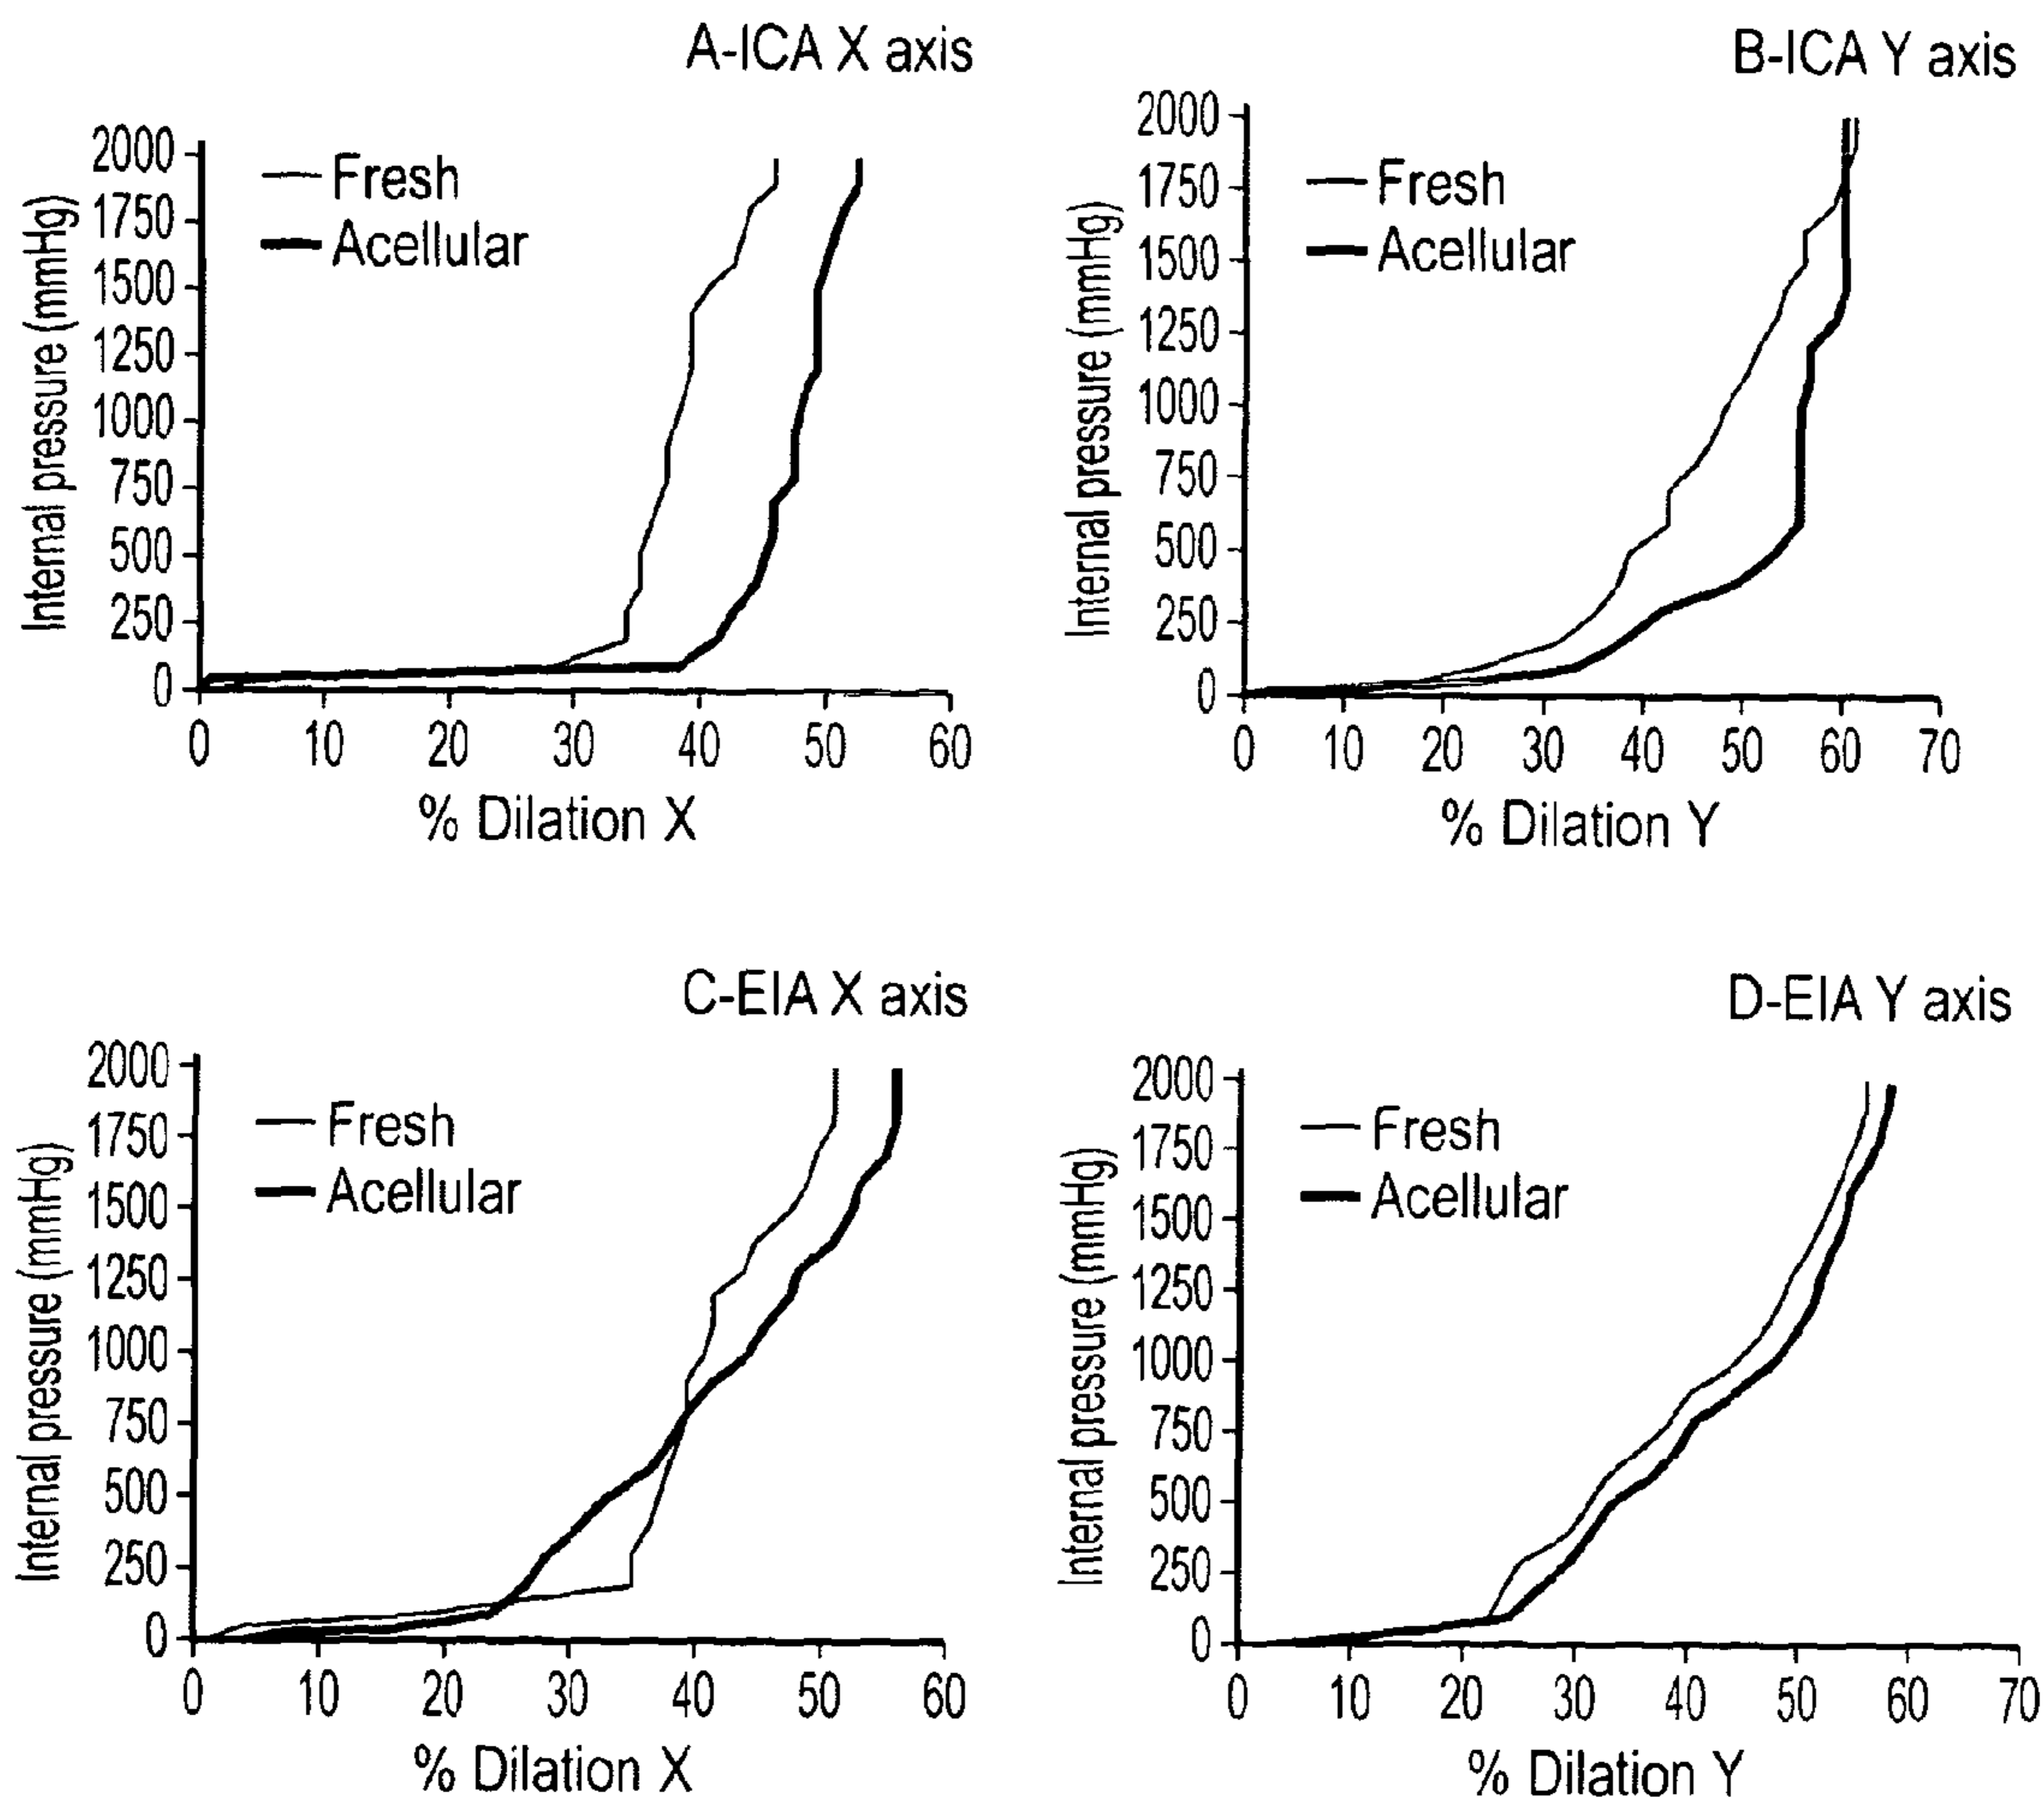 A-ICA X axis
Internal pressure (mmHg)
2000
1750
1500
1250
1000
750
500
250
0
Fresh
Acellular
0 10 20 30 40 50 60
% Dilation X
B-ICA Y axis
Internal pressure (mmHg)
2000
1750
1500
1250
1000
750
500
250
0
Fresh
Acellular
0 10 20 30 40 50 60 70
% Dilation Y
C-EIA X axis
Internal pressure (mmHg)
2000
1750
1500
1250
1000
750
500
250
0
Fresh
Acellular
0 10 20 30 40 50 60
% Dilation X
D-EIA Y axis
Internal pressure (mmHg)
2000
1750
1500
1250
1000
750
500
250
0
Fresh
Acellular
0 10 20 30 40 50 60 70
% Dilation Y